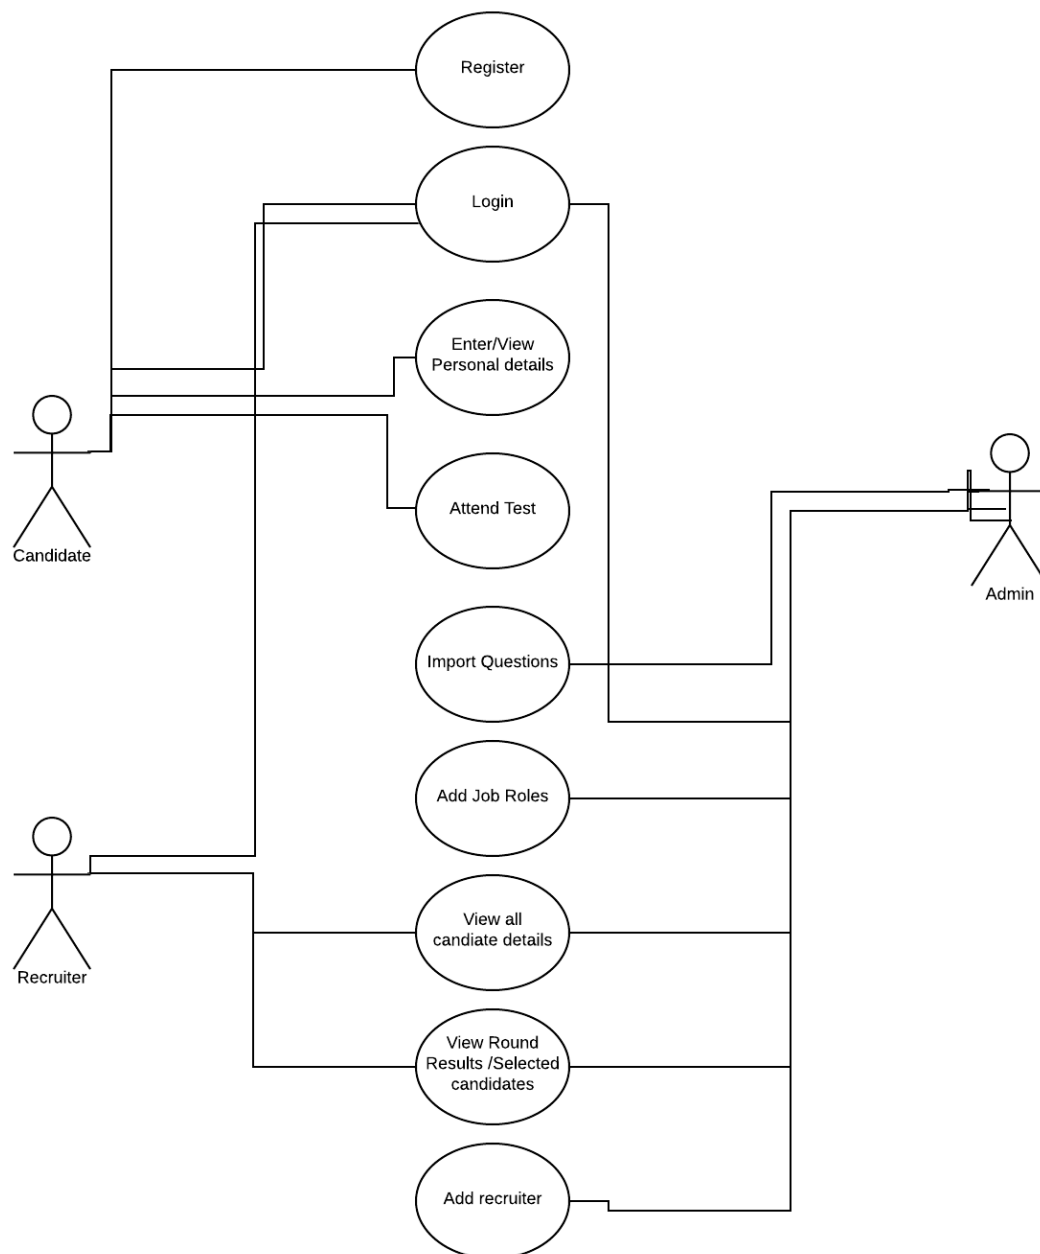 Register
Login
Enter/View
Personal details
Attend Test
Candidate
Admin
Import Questions
Add Job Roles
View all
candiate details
Recruiter
View Round
Results /Selected
candidates
Add recruiter